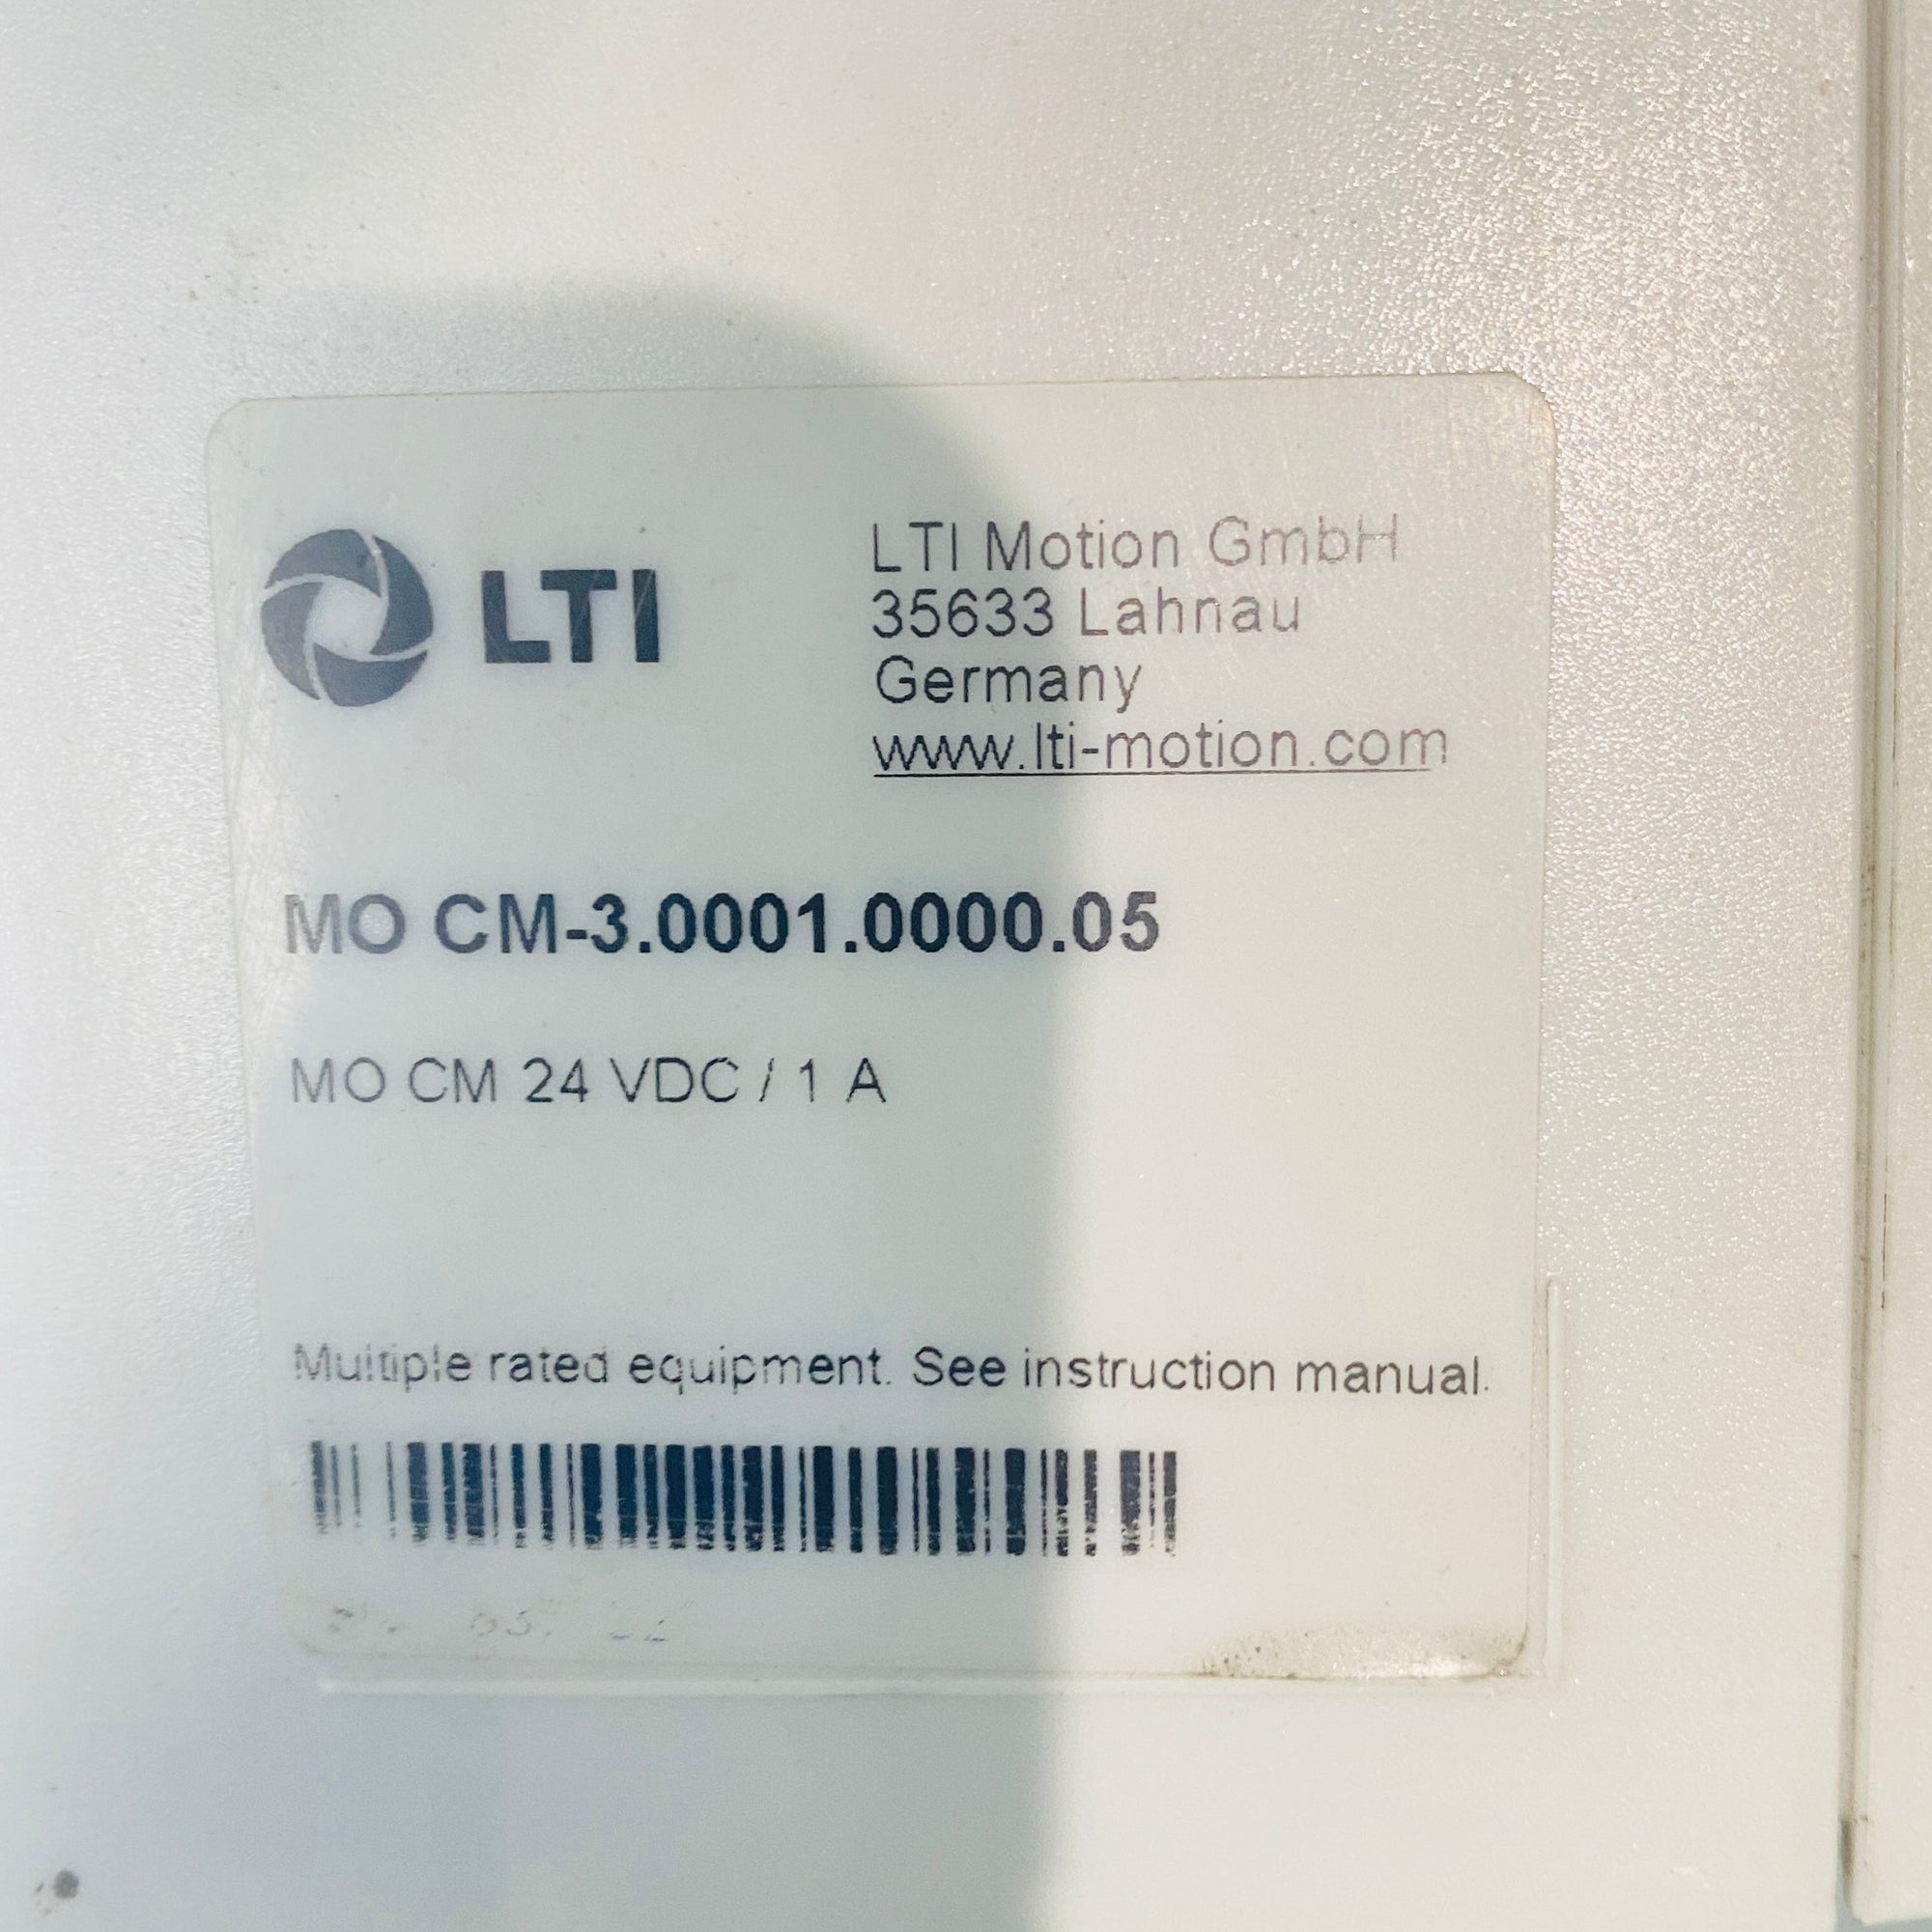 LTI
LTI Motion GmbH
35633 Lahnau
Germany
www.lti-motion.com
MO CM-3.0001.0000.05
MO CM 24 VDC / 1 A
Multiple rated equipment. See instruction manual.